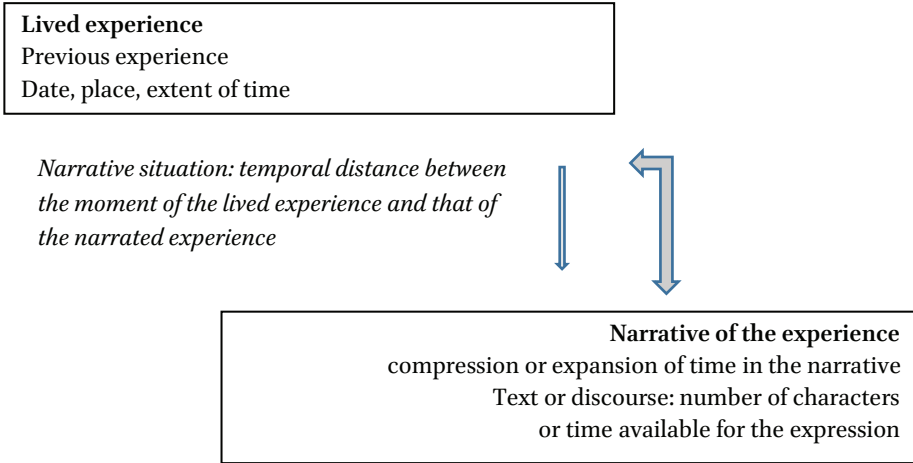 Lived experience
Previous experience
Date, place, extent of time
Narrative situation: temporal distance between
the moment of the lived experience and that of
the narrated experience
Narrative of the experience
compression or expansion of time in the narrative
Text or discourse: number of characters
or time available for the expression